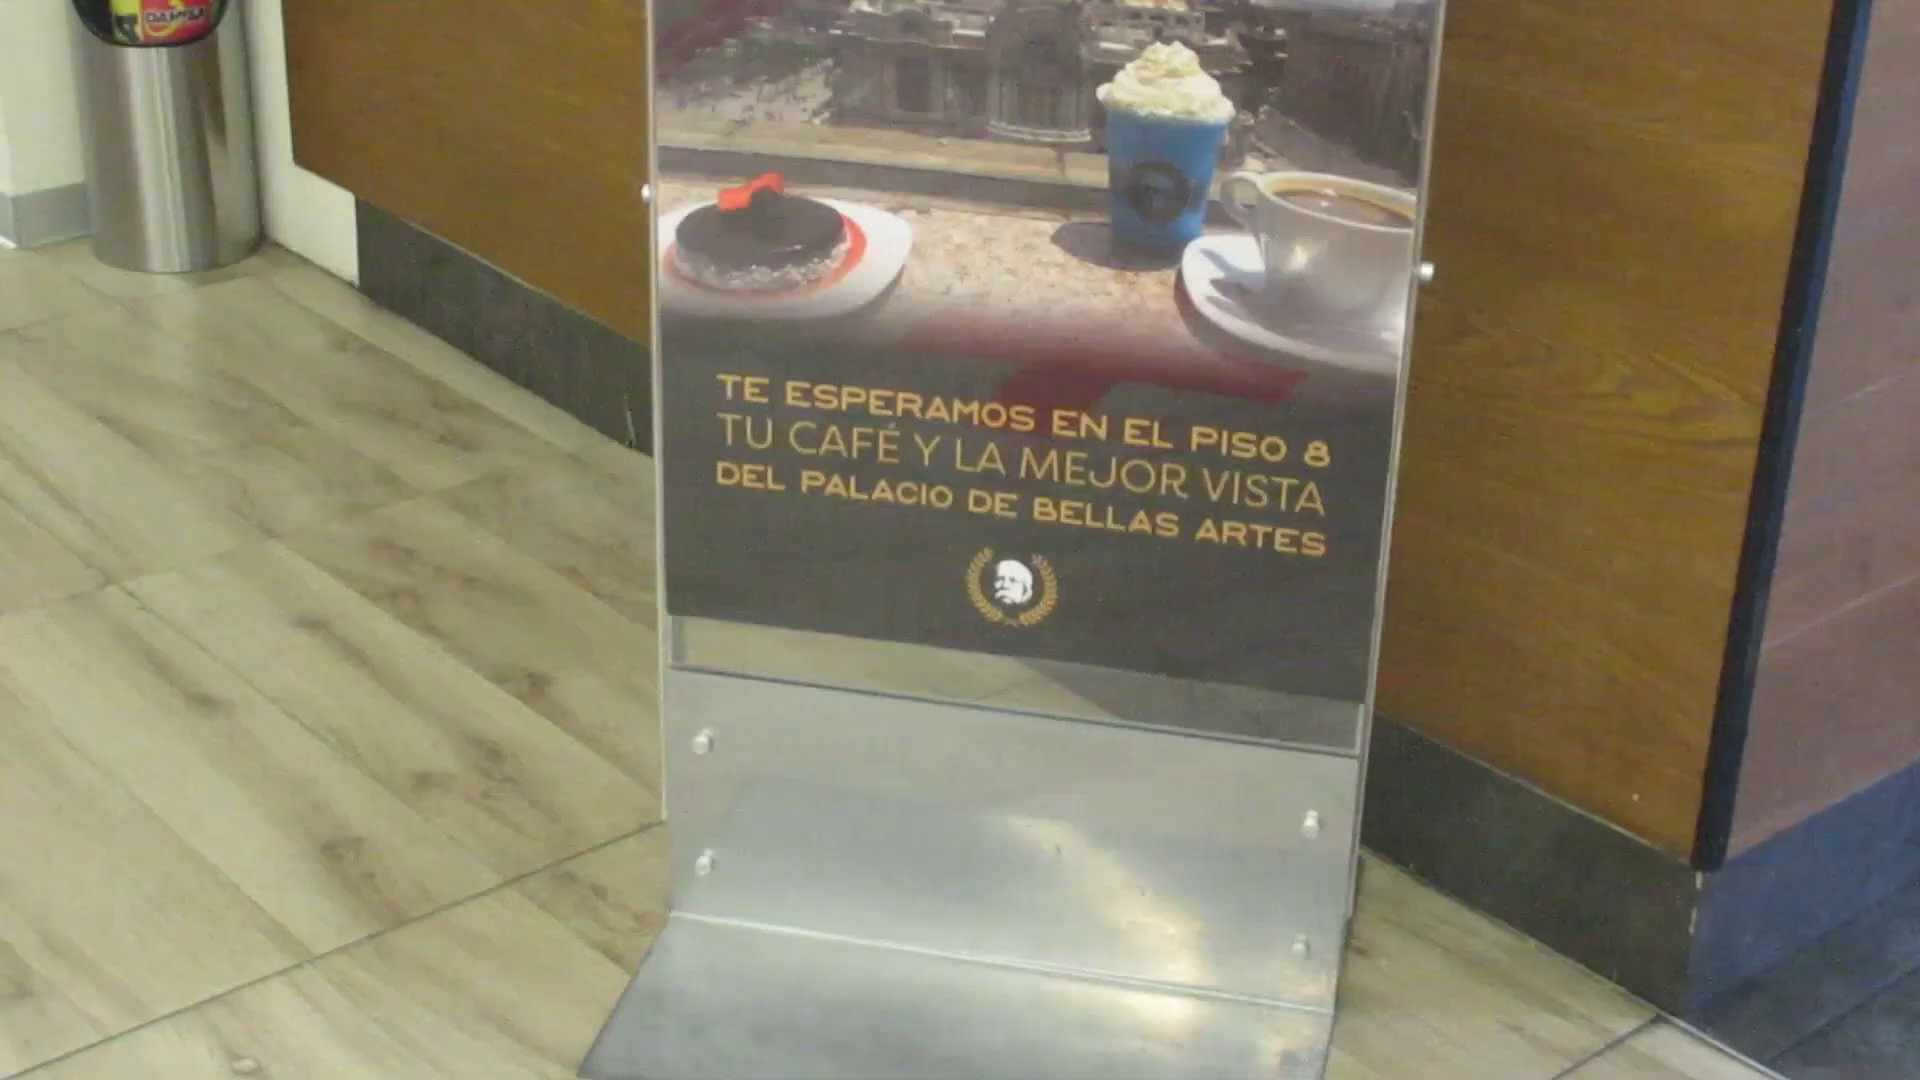 TE ESPERAMOS EN EL PISO 8
TU CAFÉ Y LA MEJOR VISTA
DEL PALACIO DE BELLAS ARTES